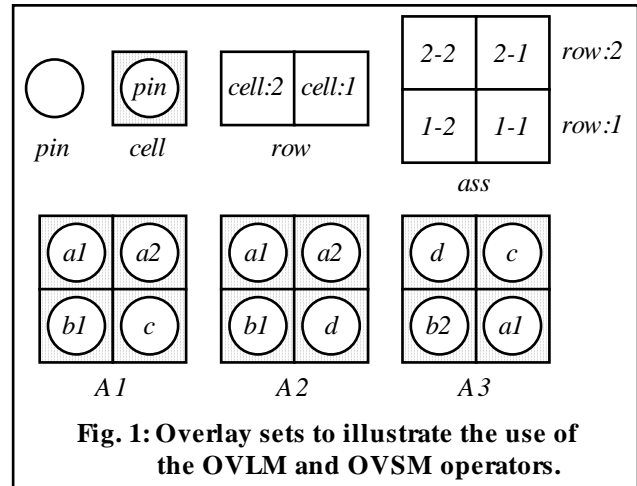 pin
pin
cell
cell:2 cell:1
row
2-2 2-1 row:2
1-2 1-1 row:1
ass
a1 a2
b1 c
A1
a1 a2
b1 d
A2
d c
b2 a1
A3
Fig. 1: Overlay sets to illustrate the use of
the OVLM and OVSM operators.